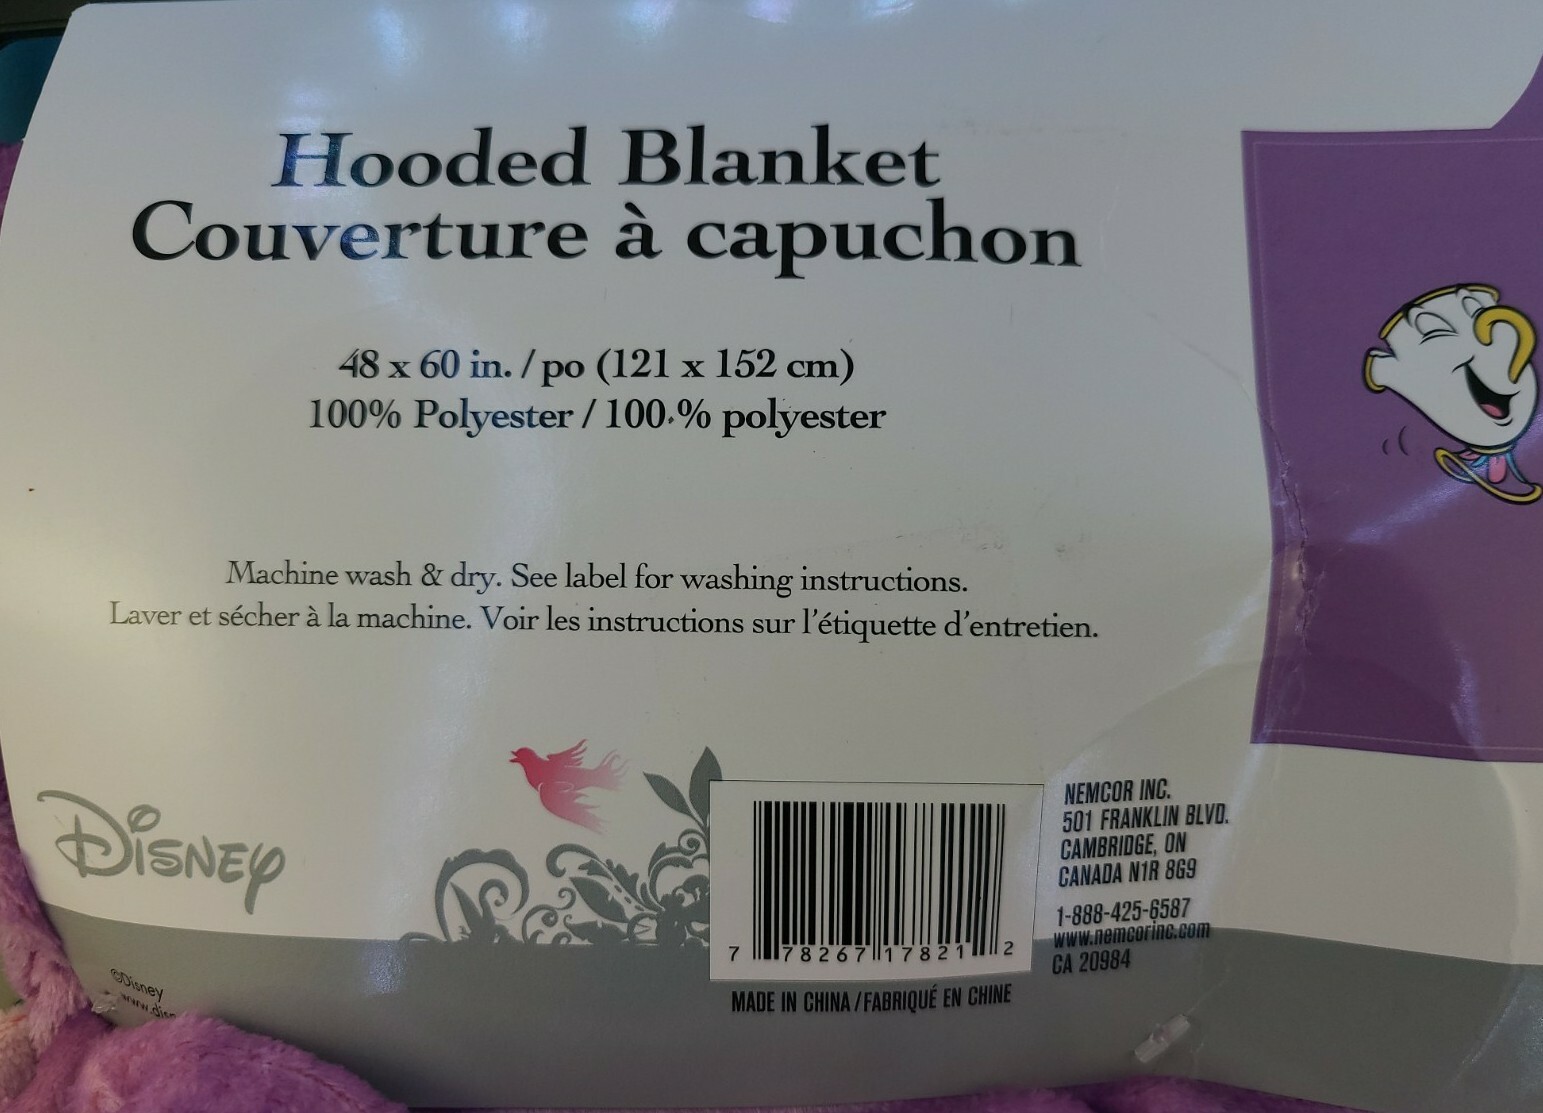 Hooded Blanket
Couverture à capuchon
48 x 60 in. / po (121 x 152 cm)
100% Polyester / 100 % polyester
Machine wash & dry. See label for washing instructions.
Laver et sécher à la machine. Voir les instructions sur l'étiquette d'entretien.
Disney
©Disney
7 78267 17821 2
MADE IN CHINA / FABRIQUÉ EN CHINE
NEMCOR INC.
501 FRANKLIN BLVD.
CAMBRIDGE, ON
CANADA N1R 8G9
1-888-425-6587
www.nemcorinc.com
CA 20984